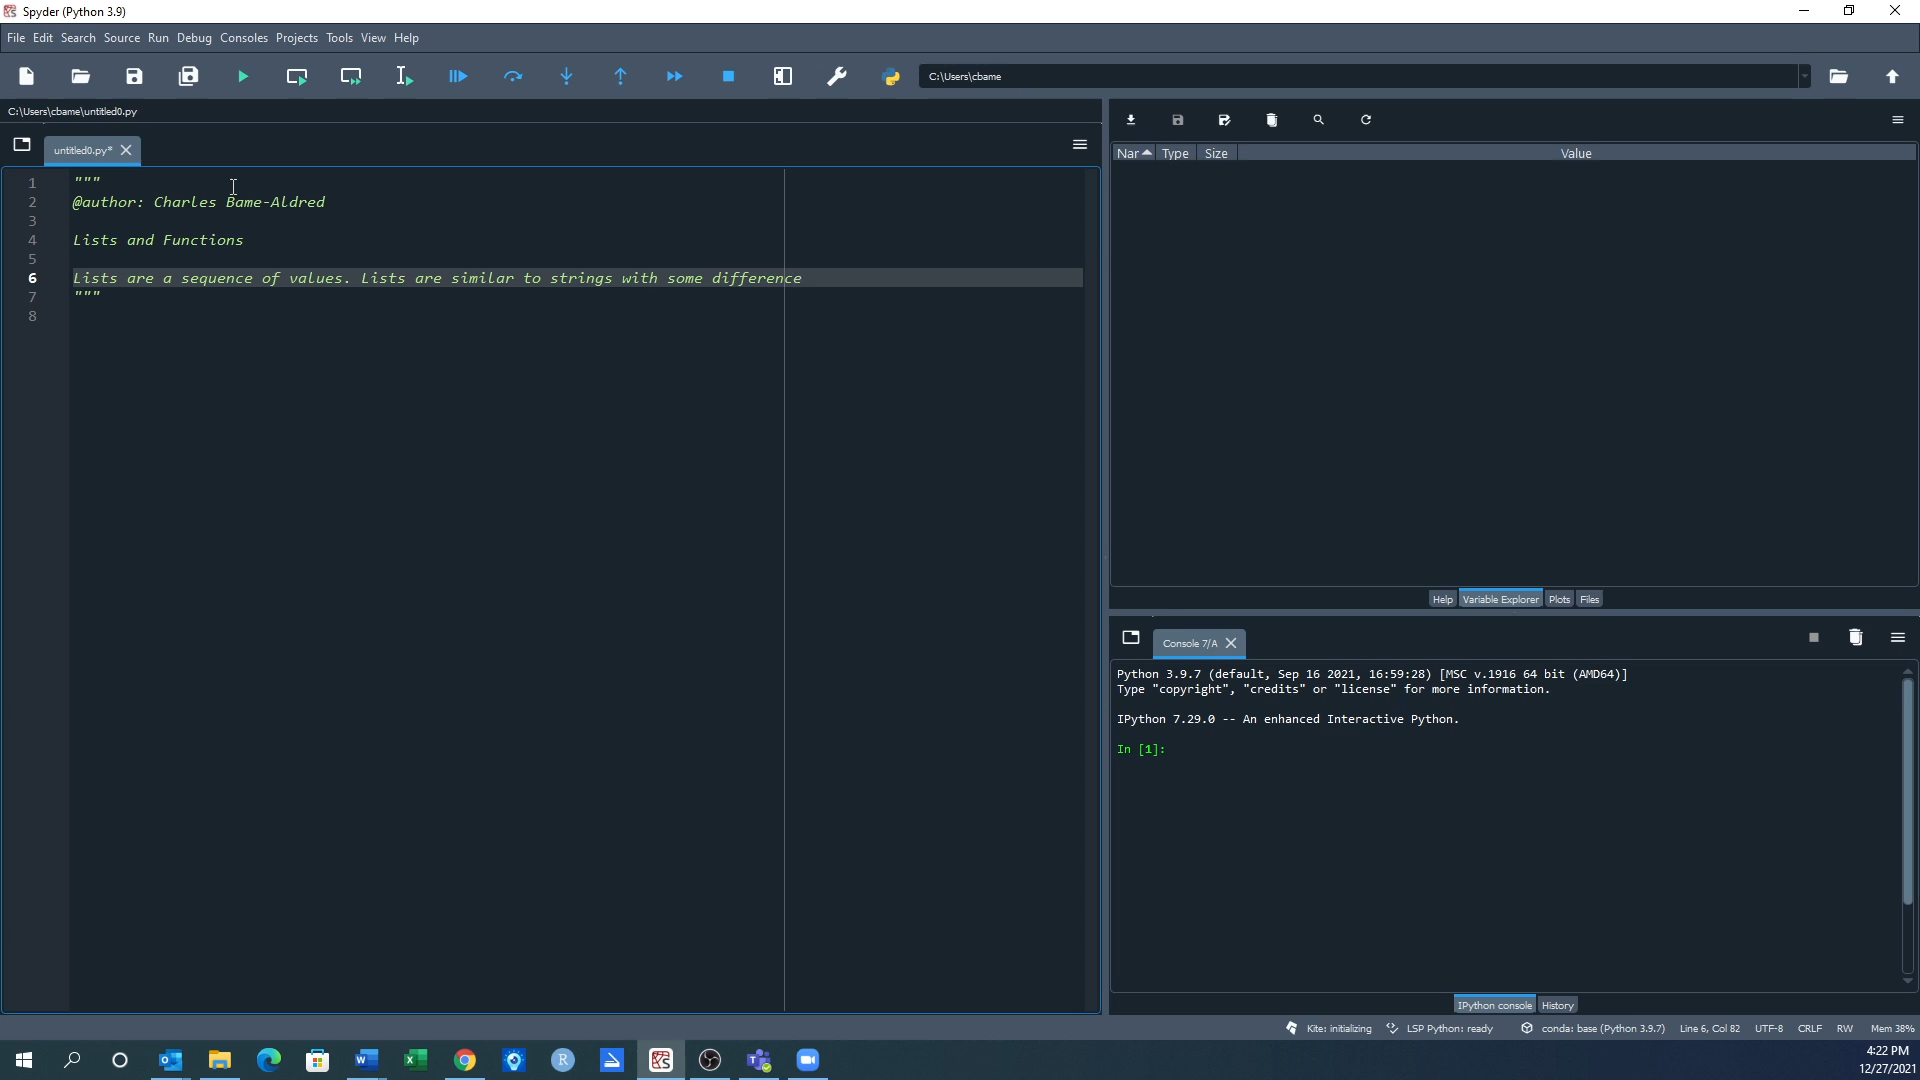 Spyder (Python 3.9)
File Edit Search Source Run Debug Consoles Projects Tools View Help
C:\Users\cbame
C:\Users\cbame\untitled0.py
untitled0.py*
Nar Type Size Value
1 """
2 @author: Charles Bame-Aldred
3
4 Lists and Functions
5
6 Lists are a sequence of values. Lists are similar to strings with some difference
7 """
8
Help Variable Explorer Plots Files
Console 7/A
Python 3.9.7 (default, Sep 16 2021, 16:59:28) [MSC v.1916 64 bit (AMD64)]
Type "copyright", "credits" or "license" for more information.
IPython 7.29.0 -- An enhanced Interactive Python.
In [1]:
IPython console History
Kite: initializing LSP Python: ready conda: base (Python 3.9.7) Line 6, Col 82 UTF-8 CRLF RW Mem 38%
4:22 PM
12/27/2021